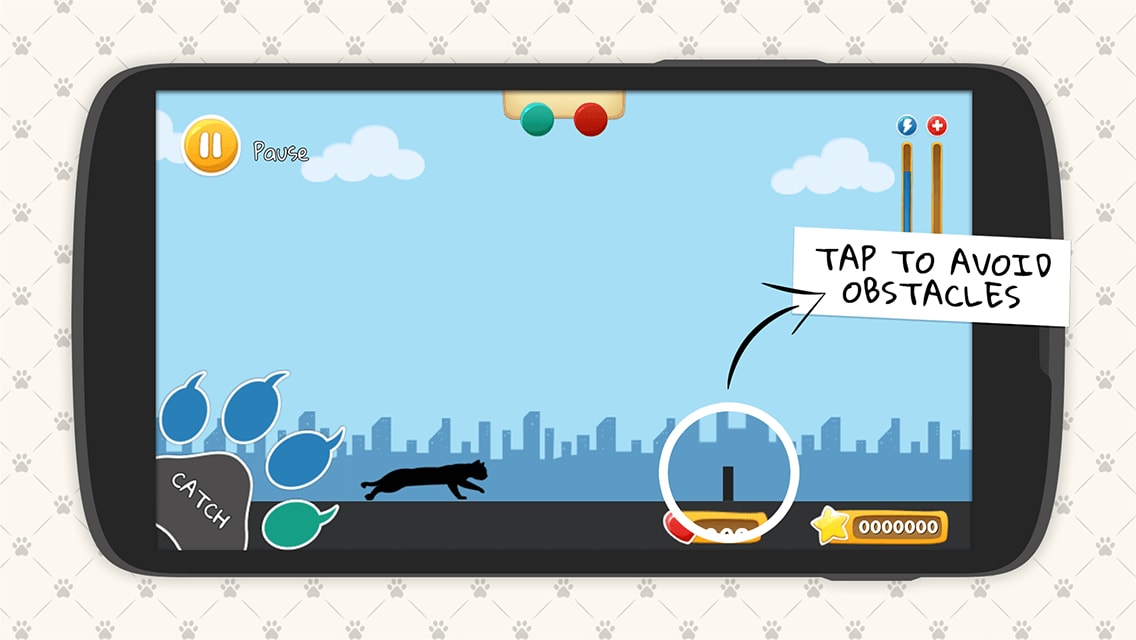 Pause
TAP TO AVOID
OBSTACLES
CATCH
0000000